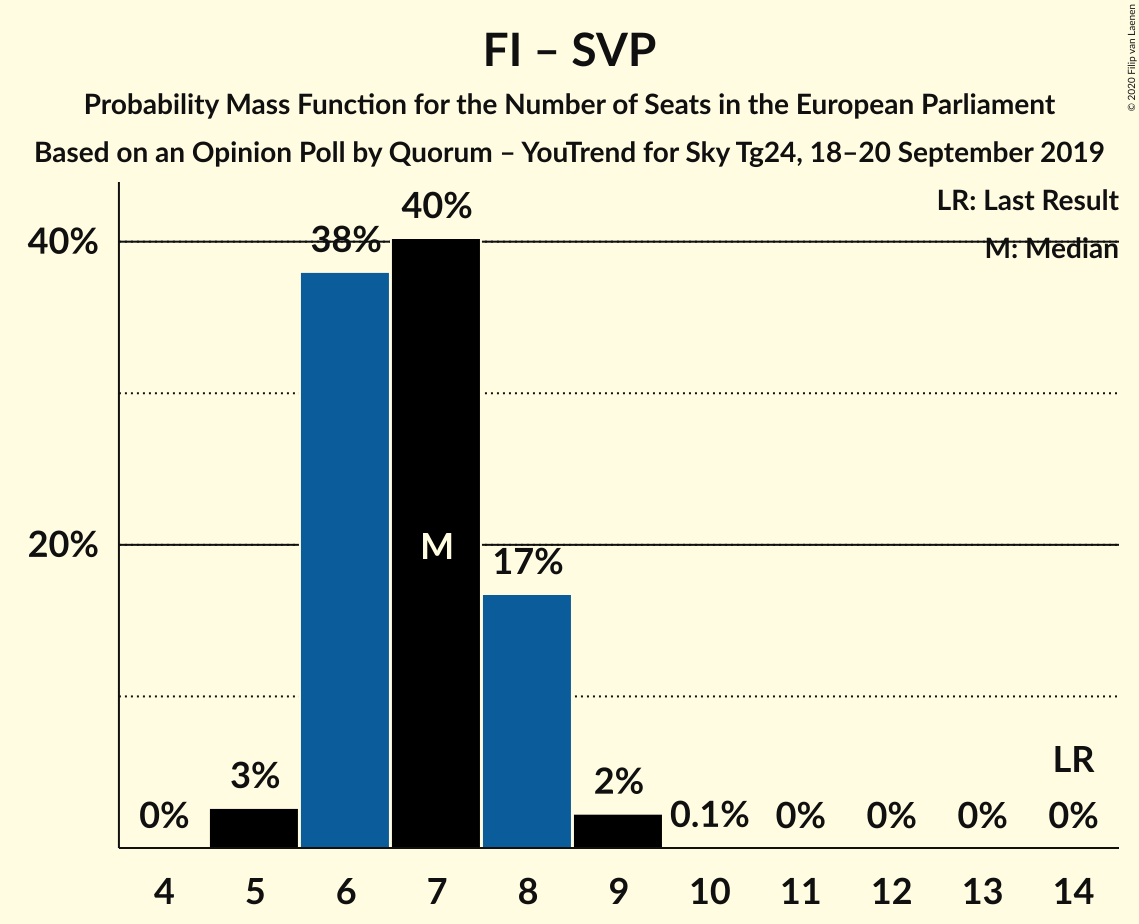 FI – SVP
Probability Mass Function for the Number of Seats in the European Parliament
Based on an Opinion Poll by Quorum – YouTrend for Sky Tg24, 18–20 September 2019
© 2020 Filip van Laenen
LR: Last Result
M: Median
40%
20%
0%
3%
38%
40%
M
17%
2%
0.1%
0%
0%
0%
LR
0%
4 5 6 7 8 9 10 11 12 13 14